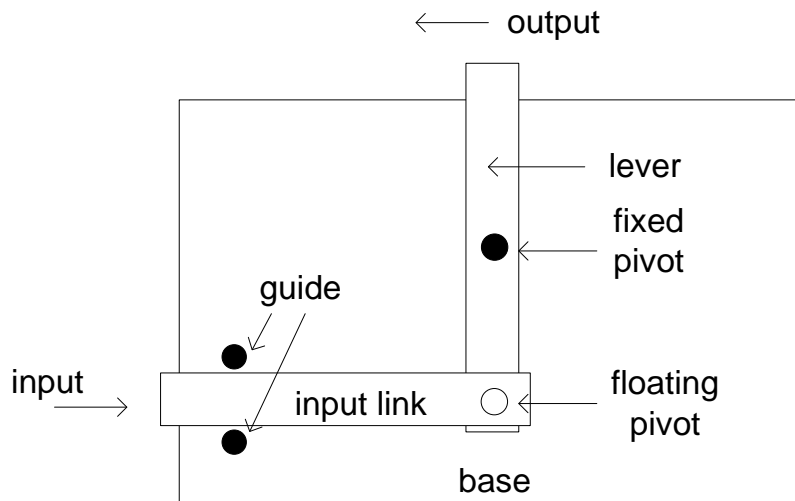 output
lever
fixed
pivot
guide
input
input link
floating
pivot
base